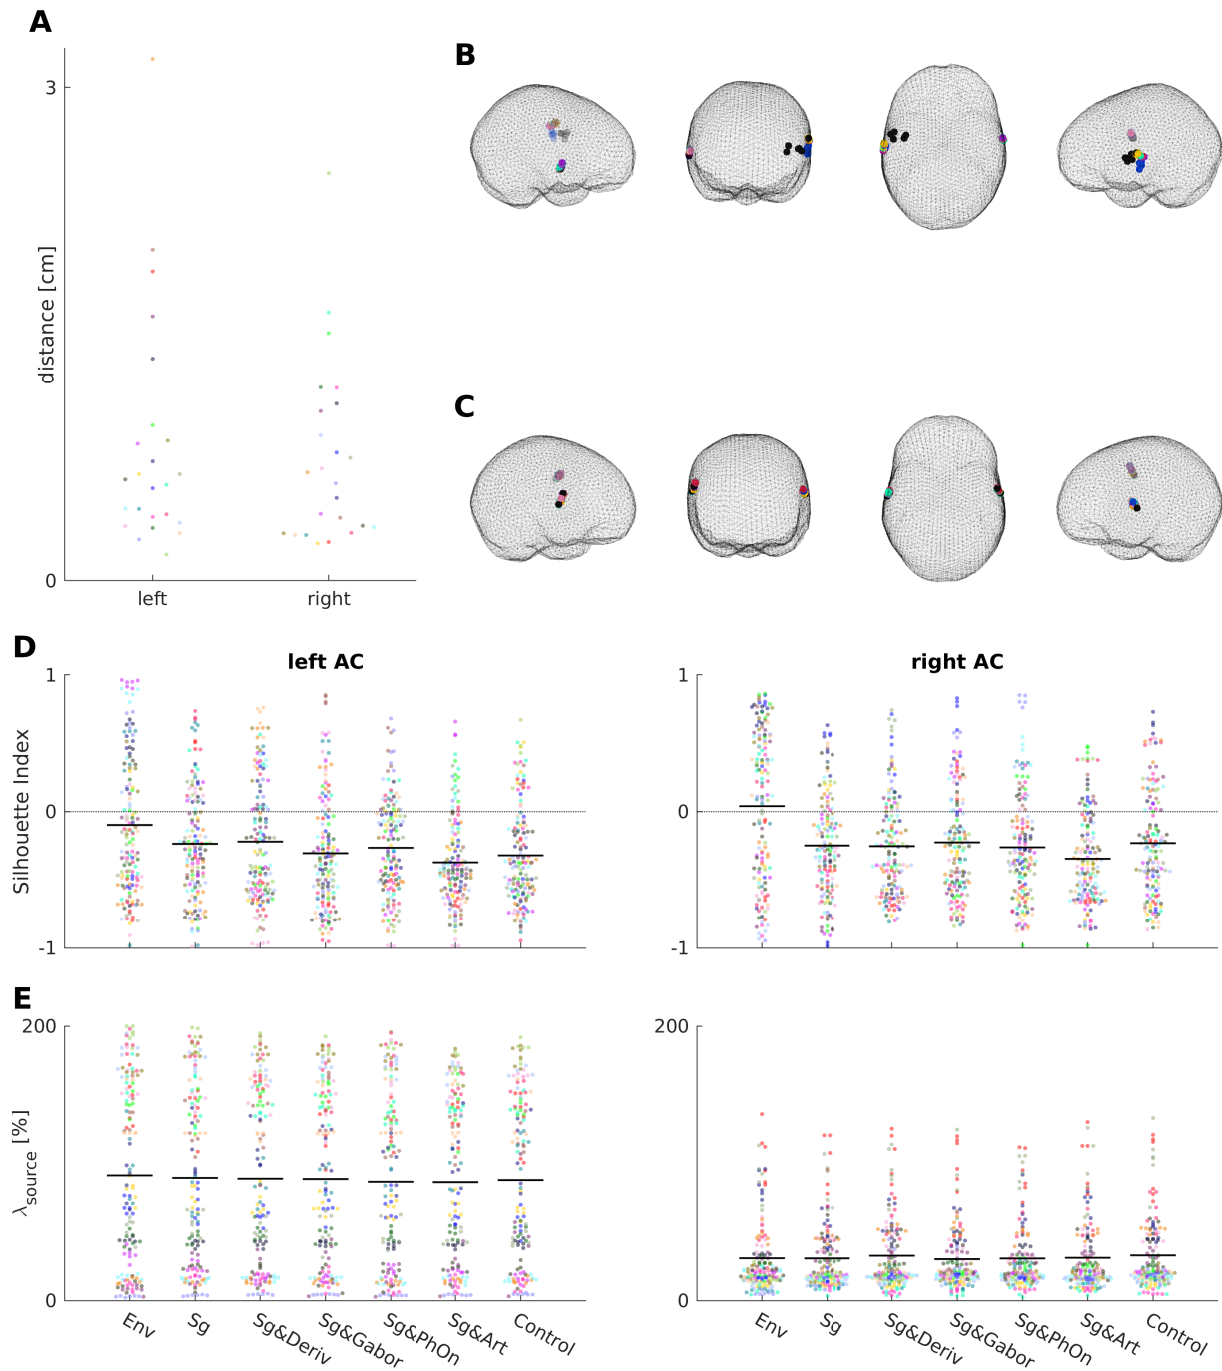 A
B
3
distance [cm]
0
left
right
C
D
left AC
right AC
1
1
Silhouette Index
0
0
-1
-1
E
200
200
λsource [%]
0
0
Env
Sg
Sg&Deriv
Sg&Gabor
Sg&PhOn
Sg&Art
Control
Env
Sg
Sg&Deriv
Sg&Gabor
Sg&PhOn
Sg&Art
Control